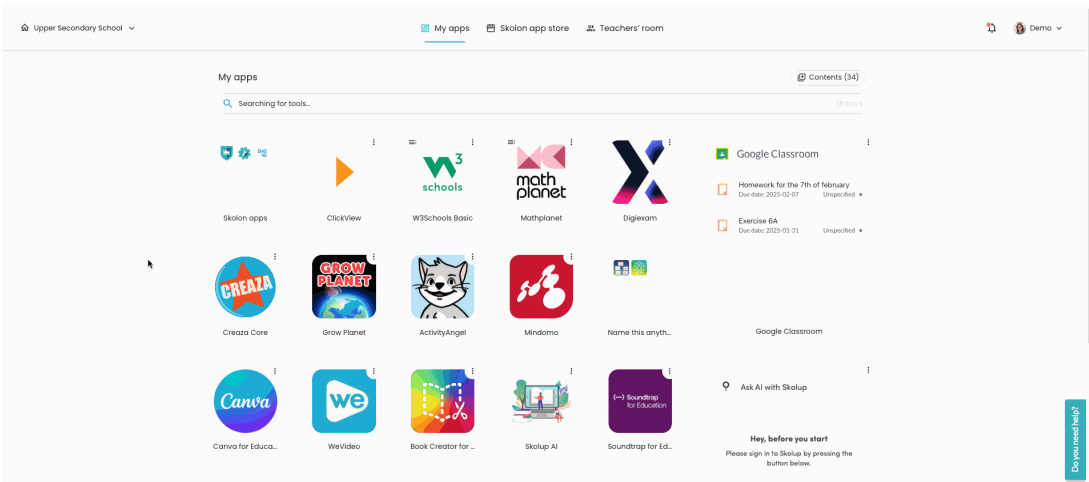 Upper Secondary School
My apps
Skolon app store
Teachers' room
Demo
My apps
Contents (34)
Searching for tools...
W3
schools
math
planet
Google Classroom
Homework for the 7th of february
Due date: 2025-02-07
Unspecified
Exercise 6A
Due date: 2025-01-31
Unspecified
Skolon apps
ClickView
W3Schools Basic
Mathplanet
Digiexam
CREAZA
GROW
PLANET
Creaza Core
Grow Planet
ActivityAngel
Mindomo
Name this anyth...
Google Classroom
Canva
we
Soundtrap
for Education
Ask AI with Skolup
Canva for Educa...
WeVideo
Book Creator for ...
Skolup AI
Soundtrap for Ed...
Hey, before you start
Please sign in to Skolup by pressing the
button below.
Do you need help?